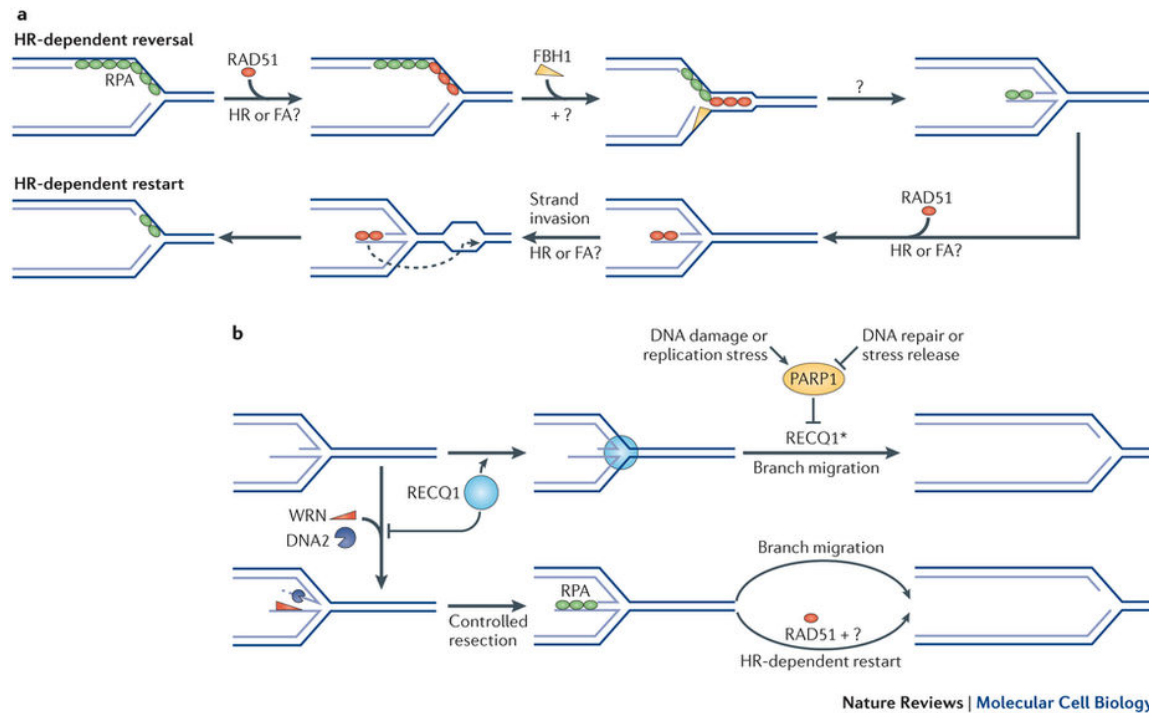 a
HR-dependent reversal
RPA
RAD51
HR or FA?
FBH1
+ ?
?
?
HR-dependent restart
Strand
invasion
HR or FA?
RAD51
HR or FA?
b
DNA damage or
replication stress
DNA repair or
stress release
PARP1
RECQ1*
Branch migration
RECQ1
WRN
DNA2
Controlled
resection
RPA
Branch migration
RAD51 + ?
HR-dependent restart
Nature Reviews | Molecular Cell Biology